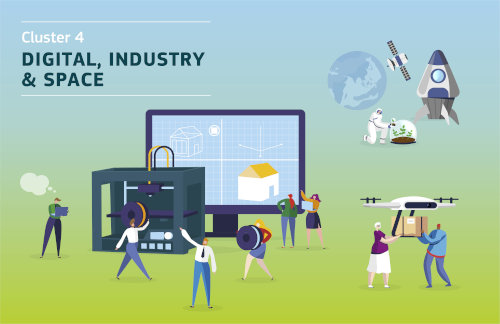 Cluster 4
DIGITAL, INDUSTRY
& SPACE